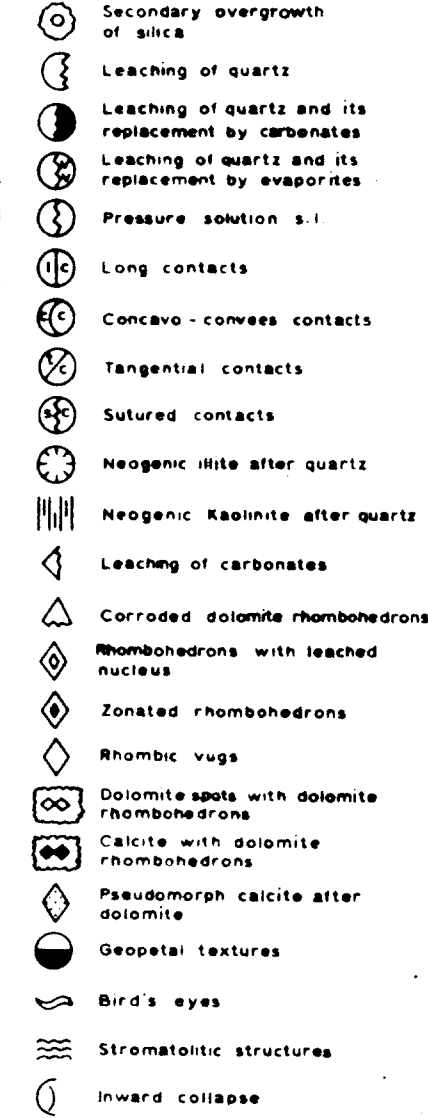 Secondary overgrowth
of silica
Leaching of quartz
Leaching of quartz and its
replacement by carbonates
Leaching of quartz and its
replacement by evaporites
Pressure solution s.l.
l c Long contacts
c c Concavo - convees contacts
t c Tangential contacts
s c Sutured contacts
Neogenic illite after quartz
Neogenic Kaolinite after quartz
Leaching of carbonates
Corroded dolomite rhombohedrons
Rhombohedrons with leached
nucleus
Zonated rhombohedrons
Rhombic vugs
Dolomite spots with dolomite
rhombohedrons
Calcite with dolomite
rhombohedrons
Pseudomorph calcite after
dolomite
Geopetal textures
Bird's eyes
Stromatolitic structures
Inward collapse